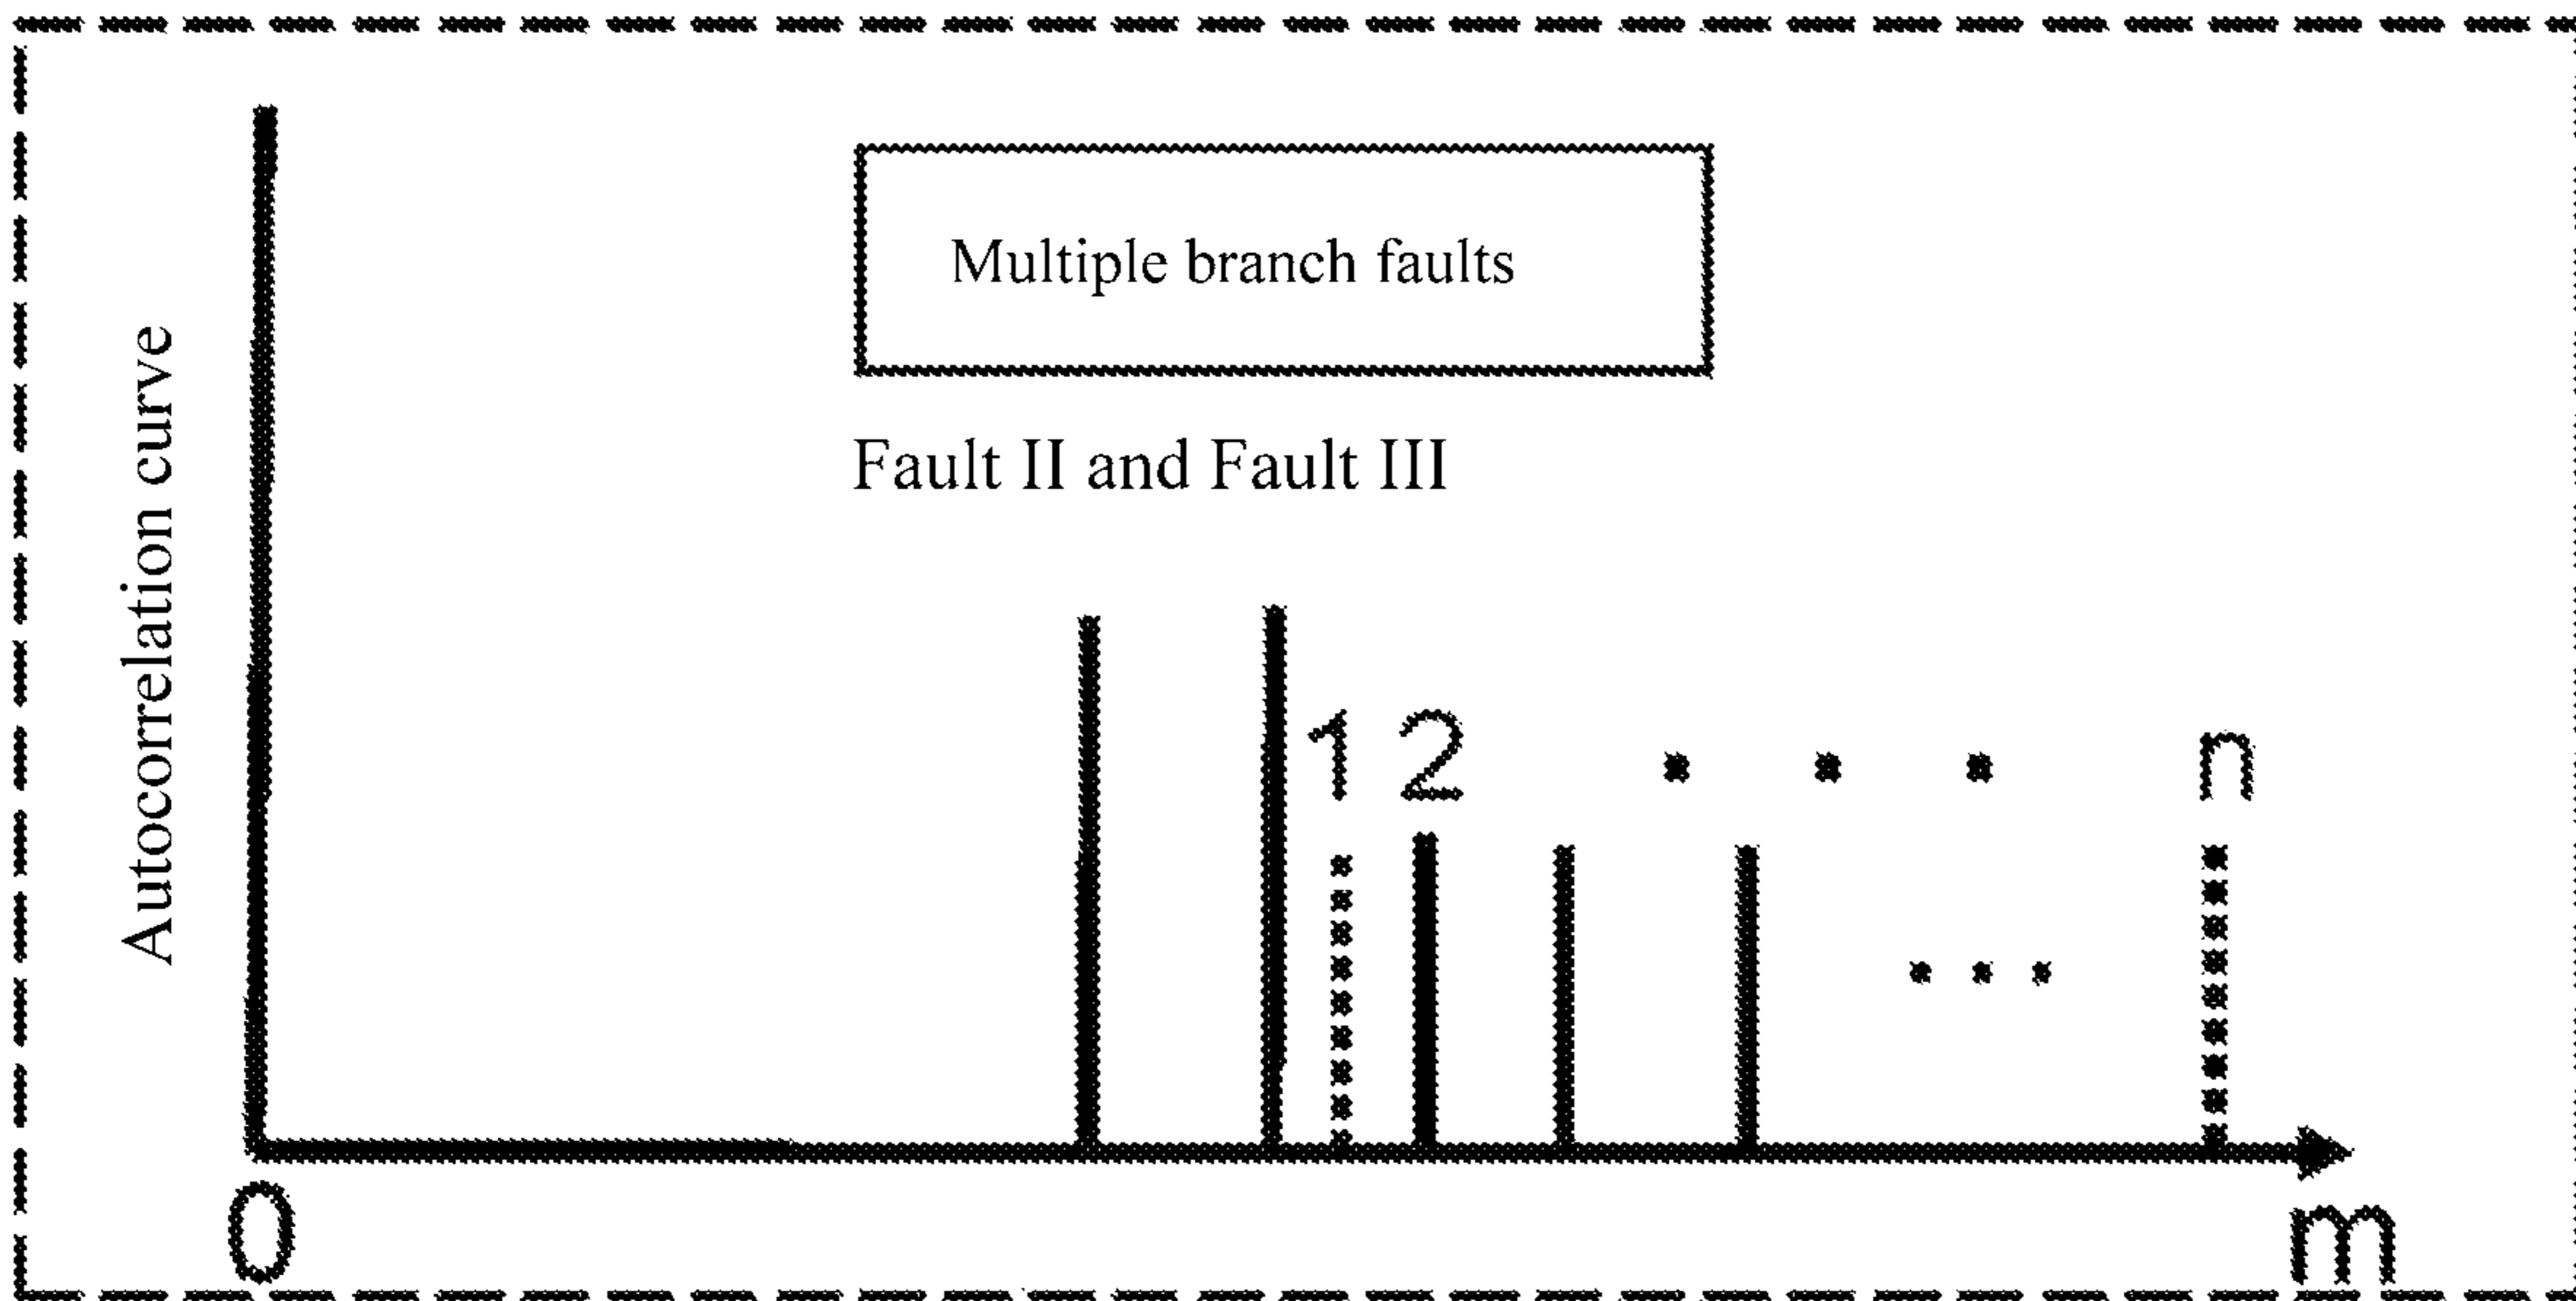 Multiple branch faults
Fault II and Fault III
Autocorrelation curve
1 2 . . . n
. . .
0
m